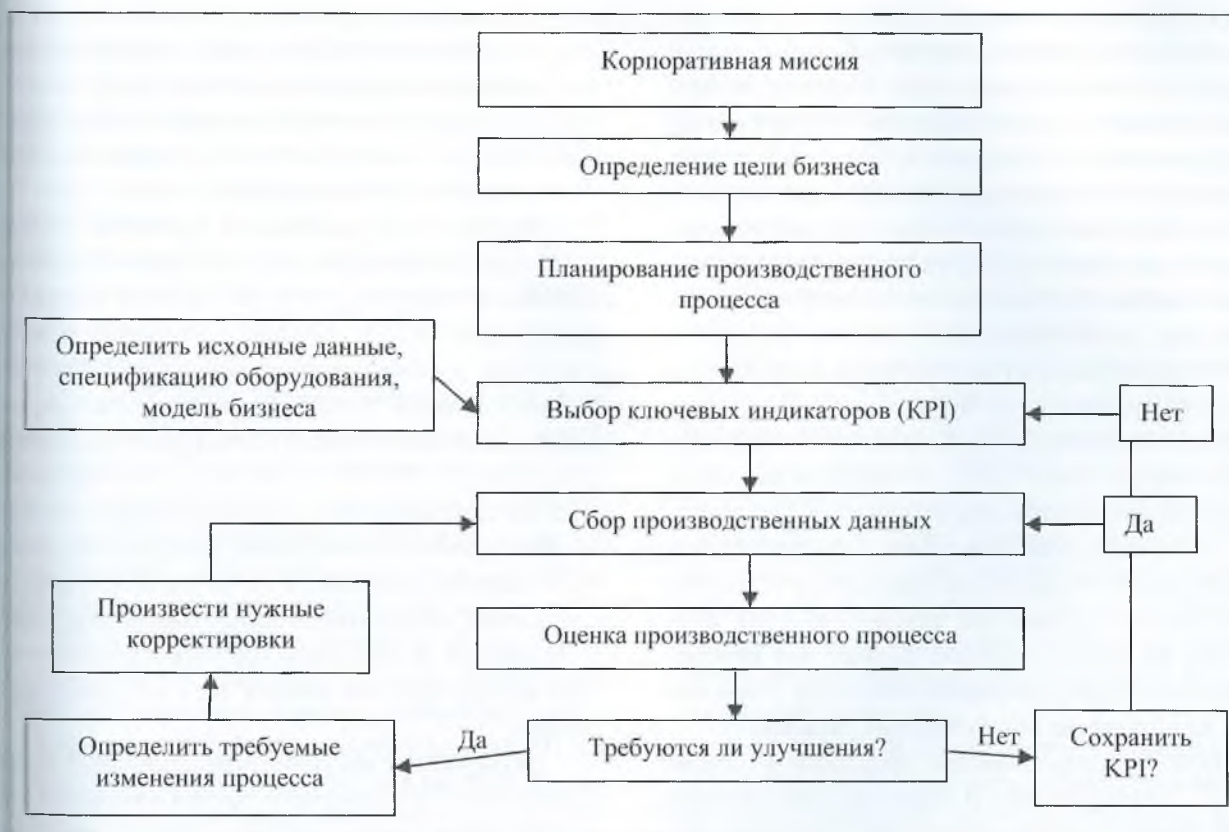 Корпоративная миссия
Определение цели бизнеса
Планирование производственного
процесса
Определить исходные данные,
спецификацию оборудования,
модель бизнеса
Выбор ключевых индикаторов (KPI)
Нет
Сбор производственных данных
Да
Произвести нужные
корректировки
Оценка производственного процесса
Определить требуемые
изменения процесса
Да
Требуются ли улучшения?
Нет
Сохранить
KPI?